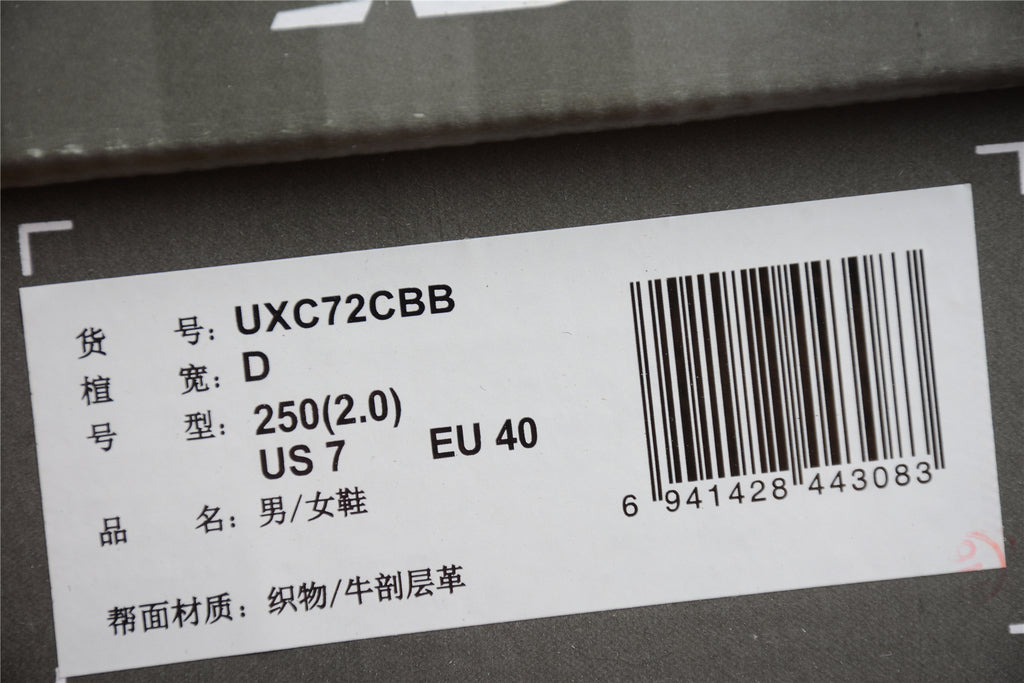 货号：UXC72CBB
楦宽：D
号型：250(2.0)
US 7 EU 40
品名：男/女鞋
帮面材质：织物/牛剖层革
6 941428 443083